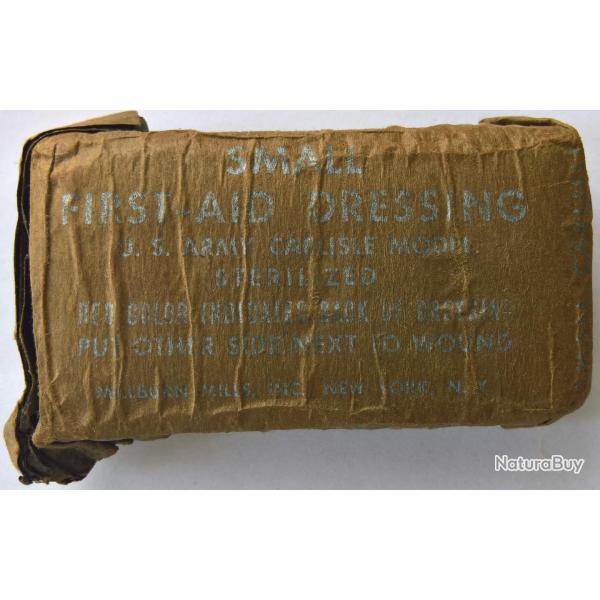 SMALL
FIRST-AID DRESSING
U. S. ARMY CARLISLE MODEL
STERILIZED
RED COLOR INDICATES BACK OF DRESSING
PUT OTHER SIDE NEXT TO WOUND
MILLBURN MILLS, INC. NEW YORK, N. Y.
NaturaBuy